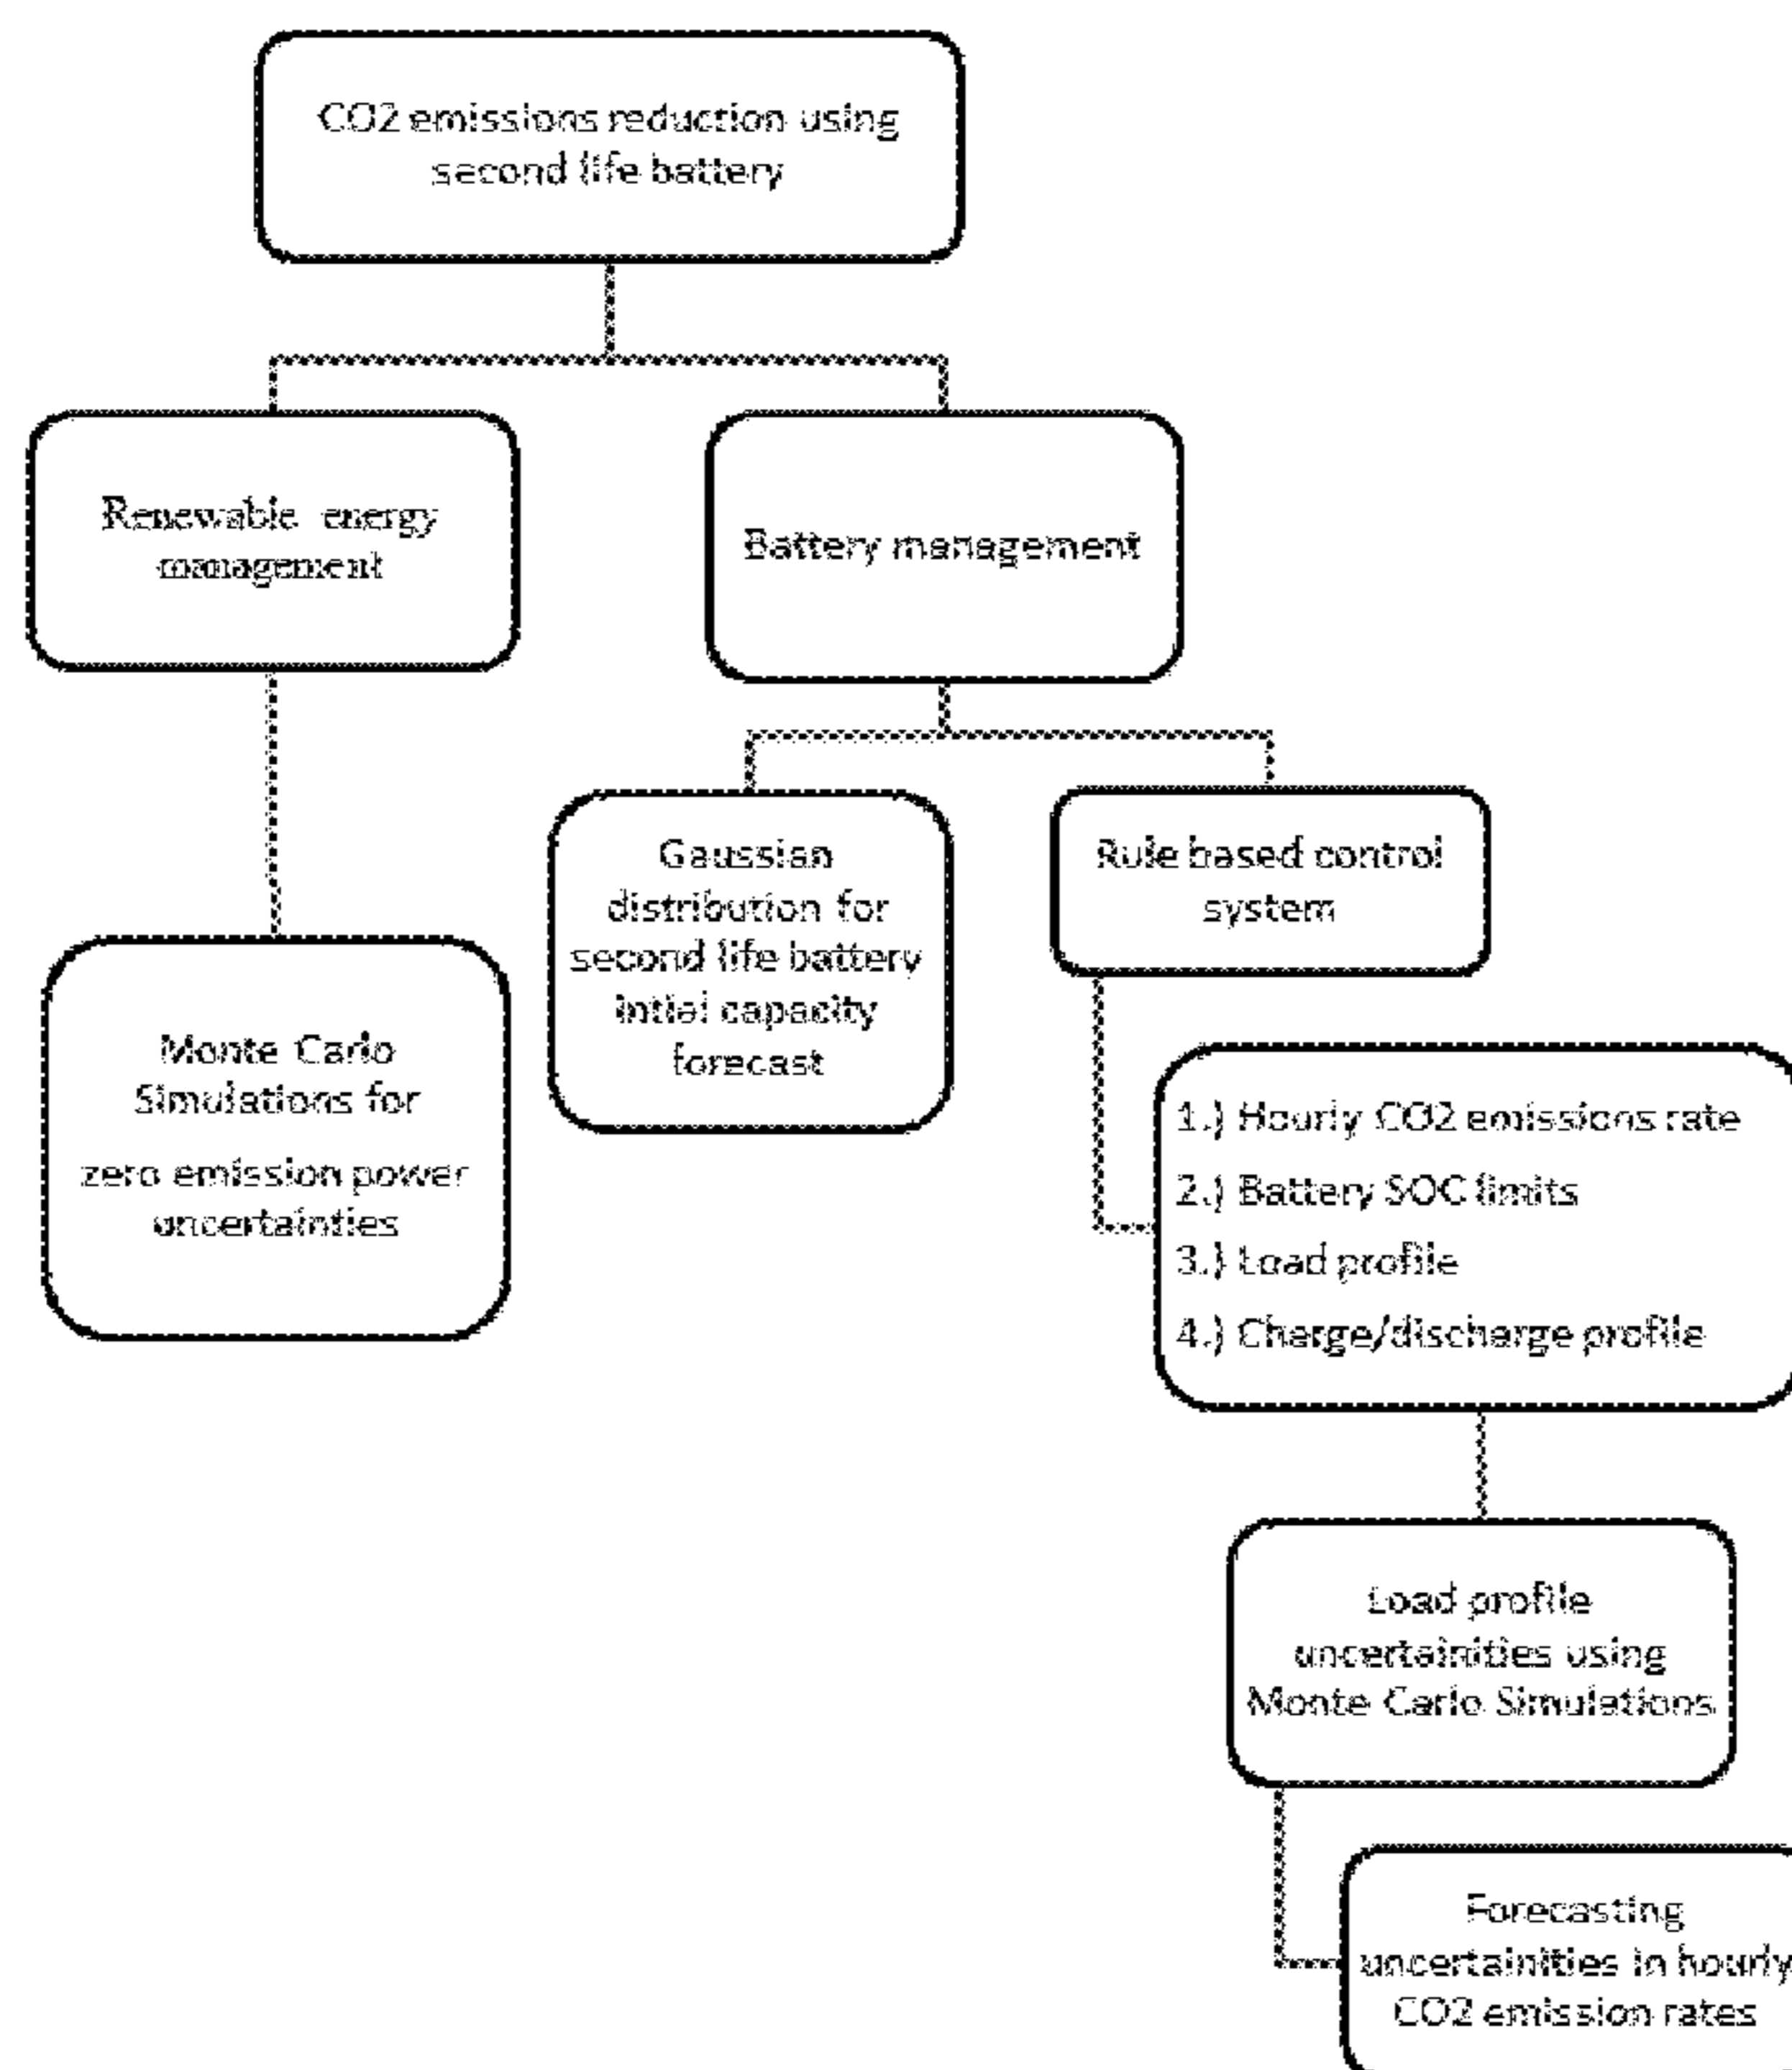 CO2 emissions reduction using
second life battery
Renewable energy
management
Battery management
Gaussian
distribution for
second life battery
intial capacity
forecast
Rule based control
system
Monte Carlo
Simulations for
zero emission power
uncertainties
1.) Hourly CO2 emissions rate
2.) Battery SOC limits
3.) Load profile
4.) Charge/discharge profile
Load profile
uncertainities using
Monte Carlo Simulations
Forecasting
uncertainities in hourly
CO2 emission rates